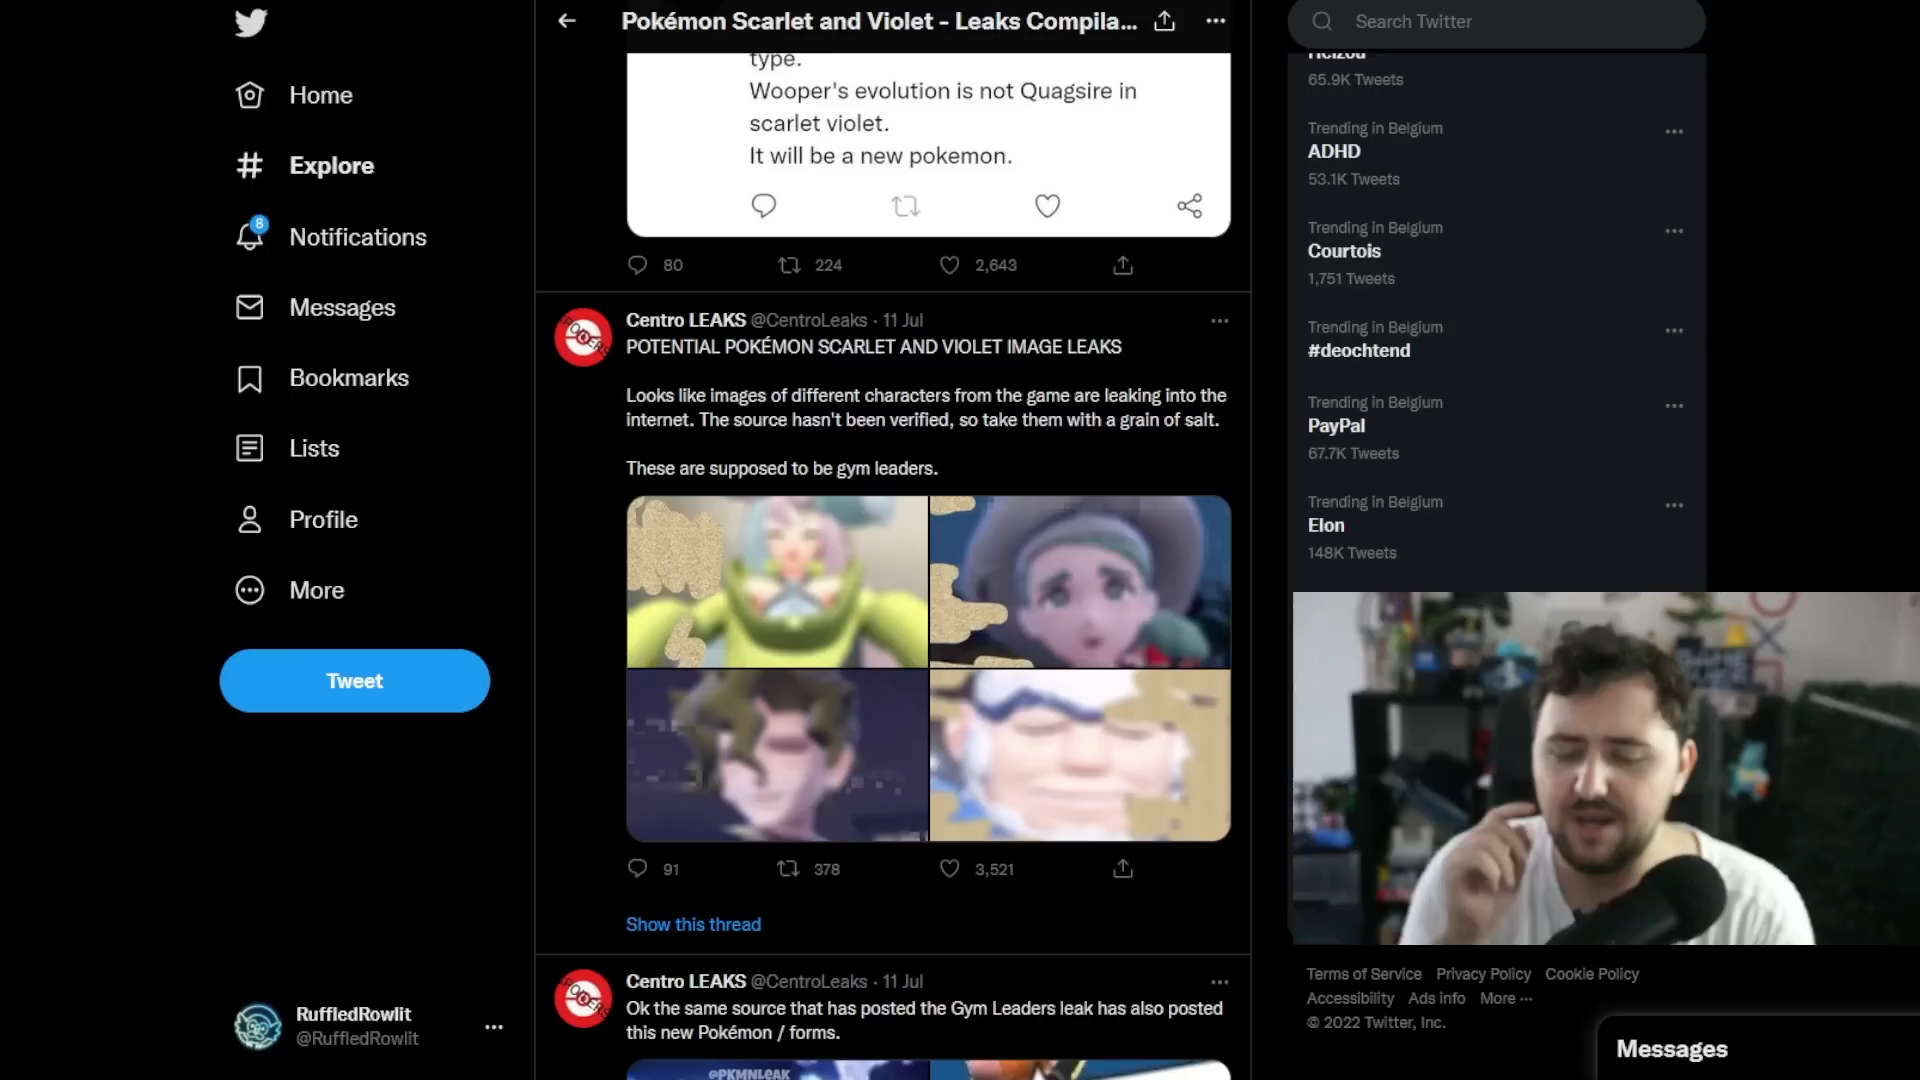 Home
Explore
8
Notifications
Messages
Bookmarks
Lists
Profile
More
Tweet
RuffledRowlit
@RuffledRowlit
Pokémon Scarlet and Violet - Leaks Compila...
type.
Wooper's evolution is not Quagsire in
scarlet violet.
It will be a new pokemon.
80
224
2,643
Centro LEAKS @CentroLeaks · 11 Jul
POTENTIAL POKÉMON SCARLET AND VIOLET IMAGE LEAKS
Looks like images of different characters from the game are leaking into the
internet. The source hasn't been verified, so take them with a grain of salt.
These are supposed to be gym leaders.
91
378
3,521
Show this thread
Centro LEAKS @CentroLeaks · 11 Jul
Ok the same source that has posted the Gym Leaders leak has also posted
this new Pokémon / forms.
@PKMNLEAK
Search Twitter
Heizou
65.9K Tweets
Trending in Belgium
ADHD
53.1K Tweets
Trending in Belgium
Courtois
1,751 Tweets
Trending in Belgium
#deochtend
Trending in Belgium
PayPal
67.7K Tweets
Trending in Belgium
Elon
148K Tweets
Terms of Service Privacy Policy Cookie Policy
Accessibility Ads info More ···
© 2022 Twitter, Inc.
Messages